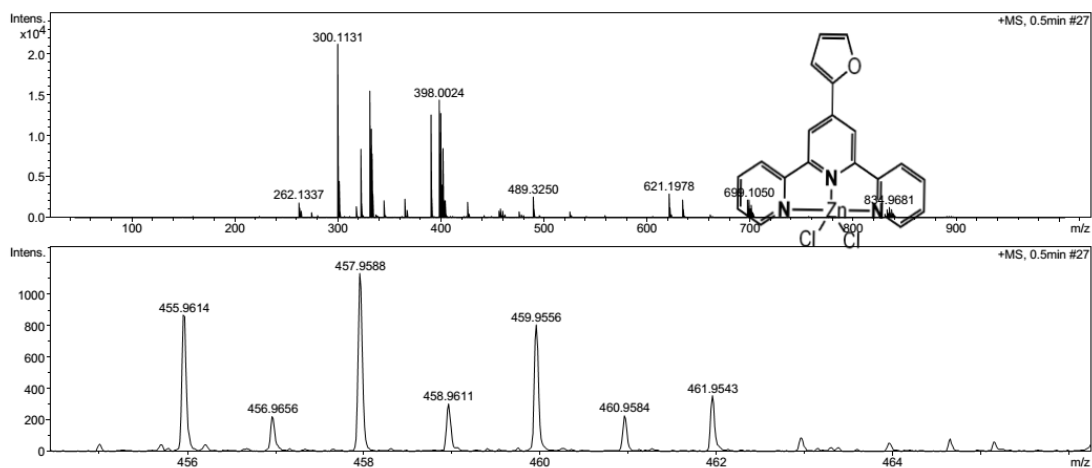 Intens.
x10⁴
+MS, 0.5min #27
2.0
1.5
1.0
0.5
0.0
300.1131
398.0024
262.1337
489.3250
621.1978
699.1050
834.9681
O
N
N
Zn
N
Cl
Cl
100
200
300
400
500
600
700
800
900
m/z
Intens.
+MS, 0.5min #27
1000
800
600
400
200
0
455.9614
456.9656
457.9588
458.9611
459.9556
460.9584
461.9543
456
458
460
462
464
m/z